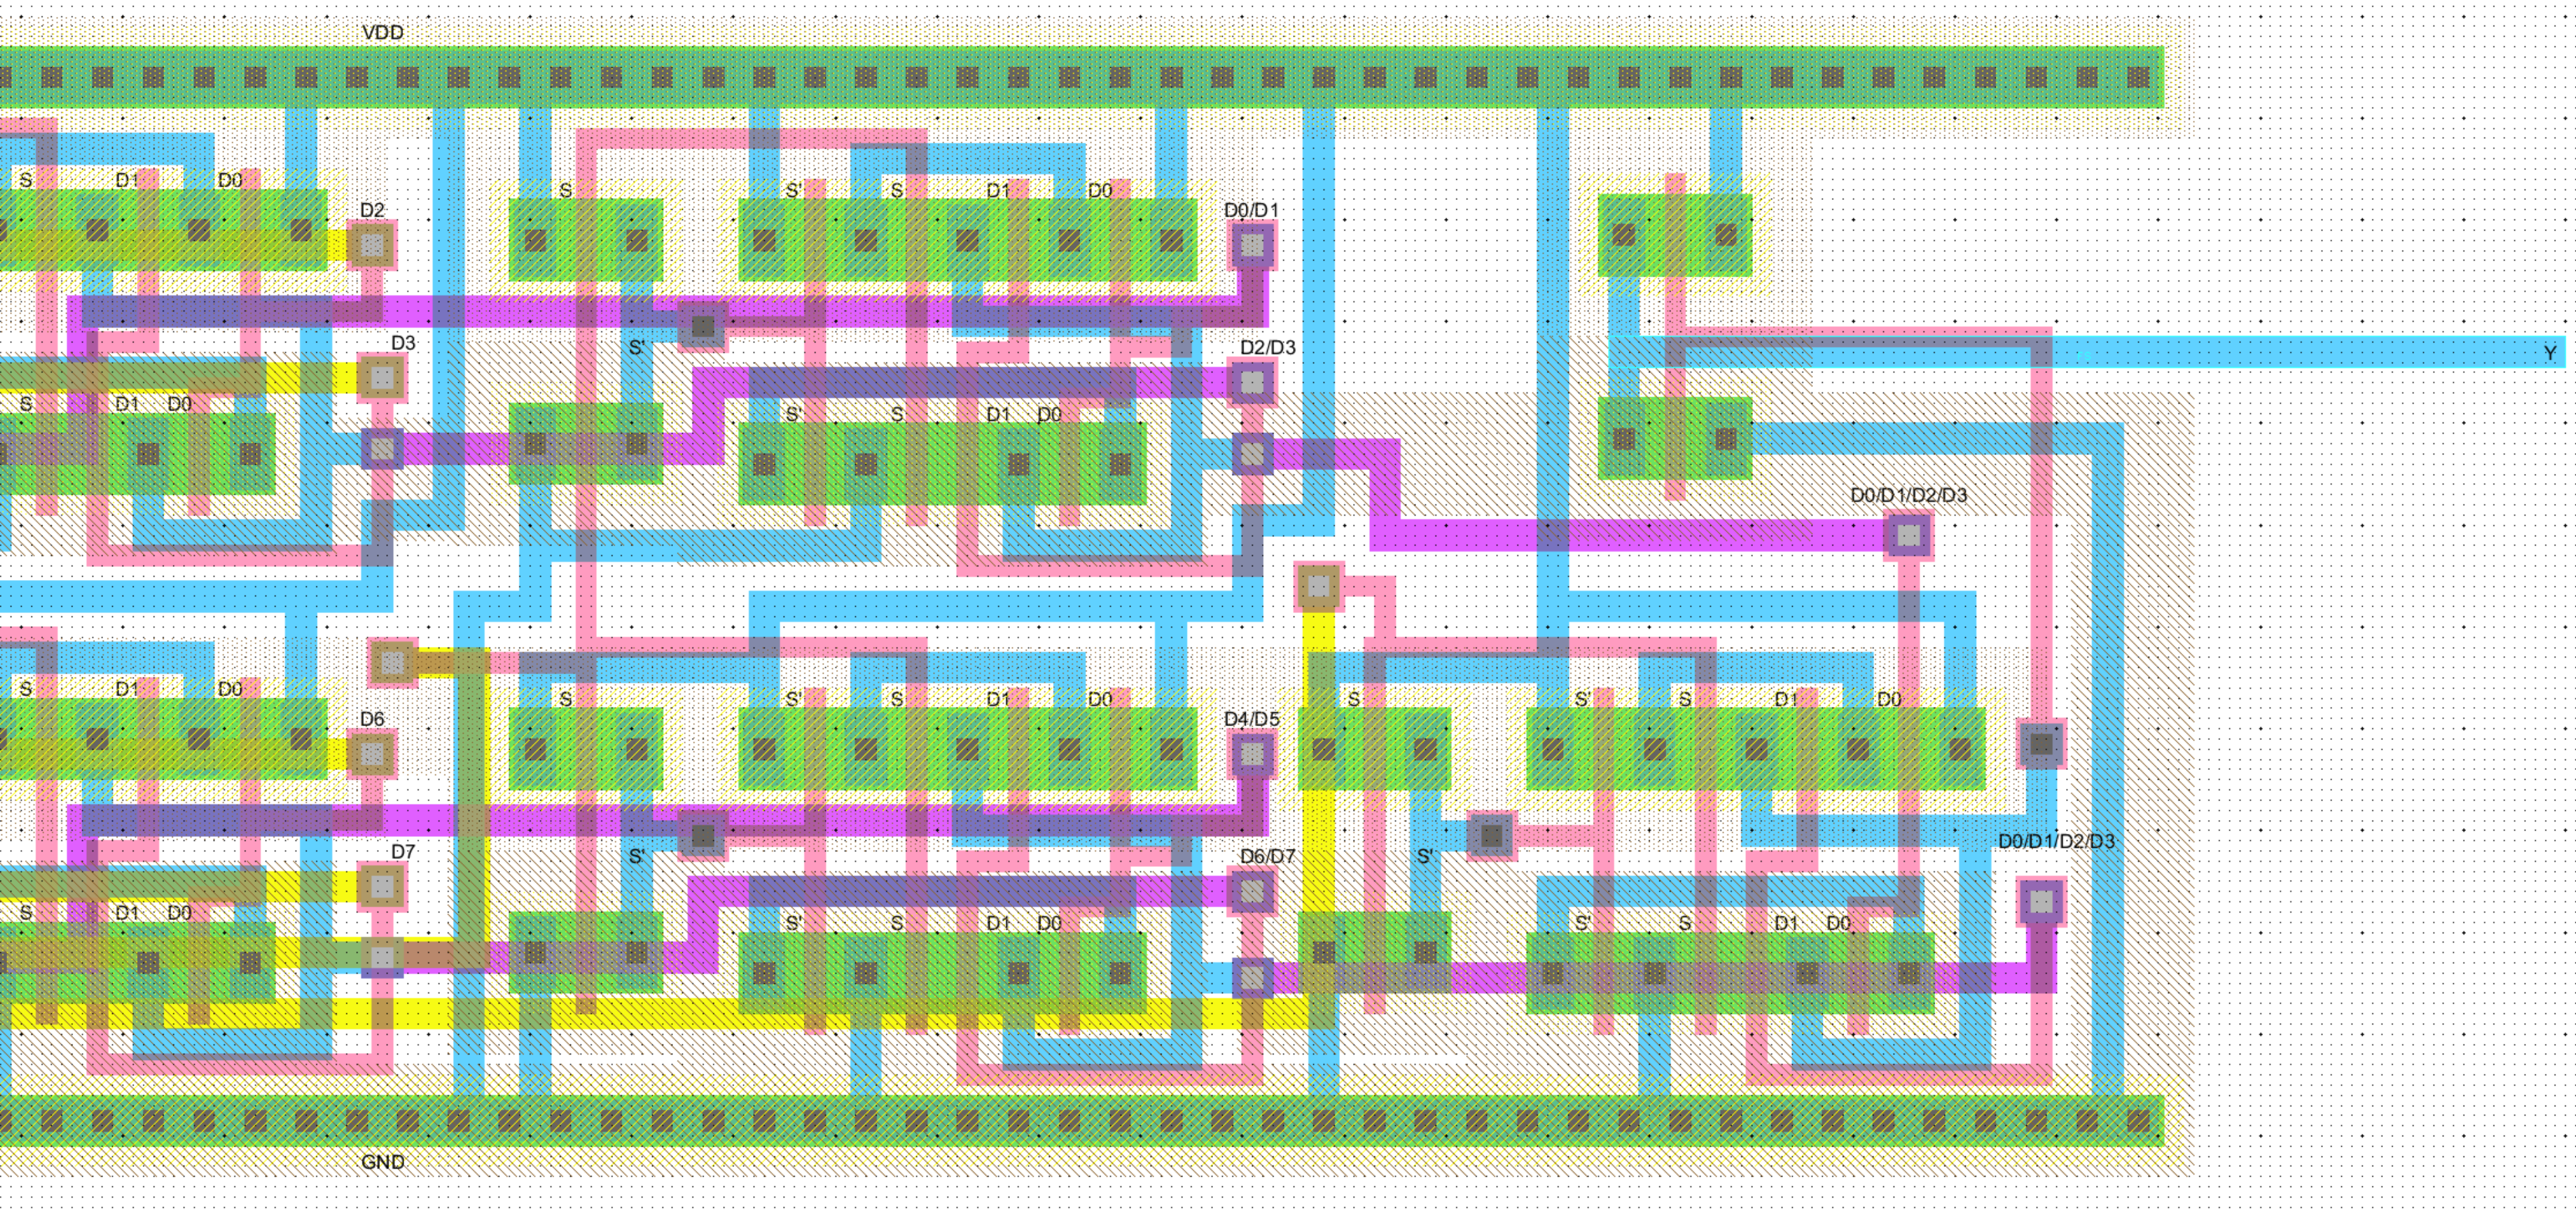 VDD
S D1 D0 S S' S D1 D0
D2 D0/D1
D3 S' D2/D3 Y
S D1 D0 S' S D1 D0
D0/D1/D2/D3
S D1 D0 S S' S D1 D0 S S' S D1 D0
D6 D4/D5
D7 S' D6/D7 S' D0/D1/D2/D3
S D1 D0 S' S D1 D0 S' S D1 D0
GND